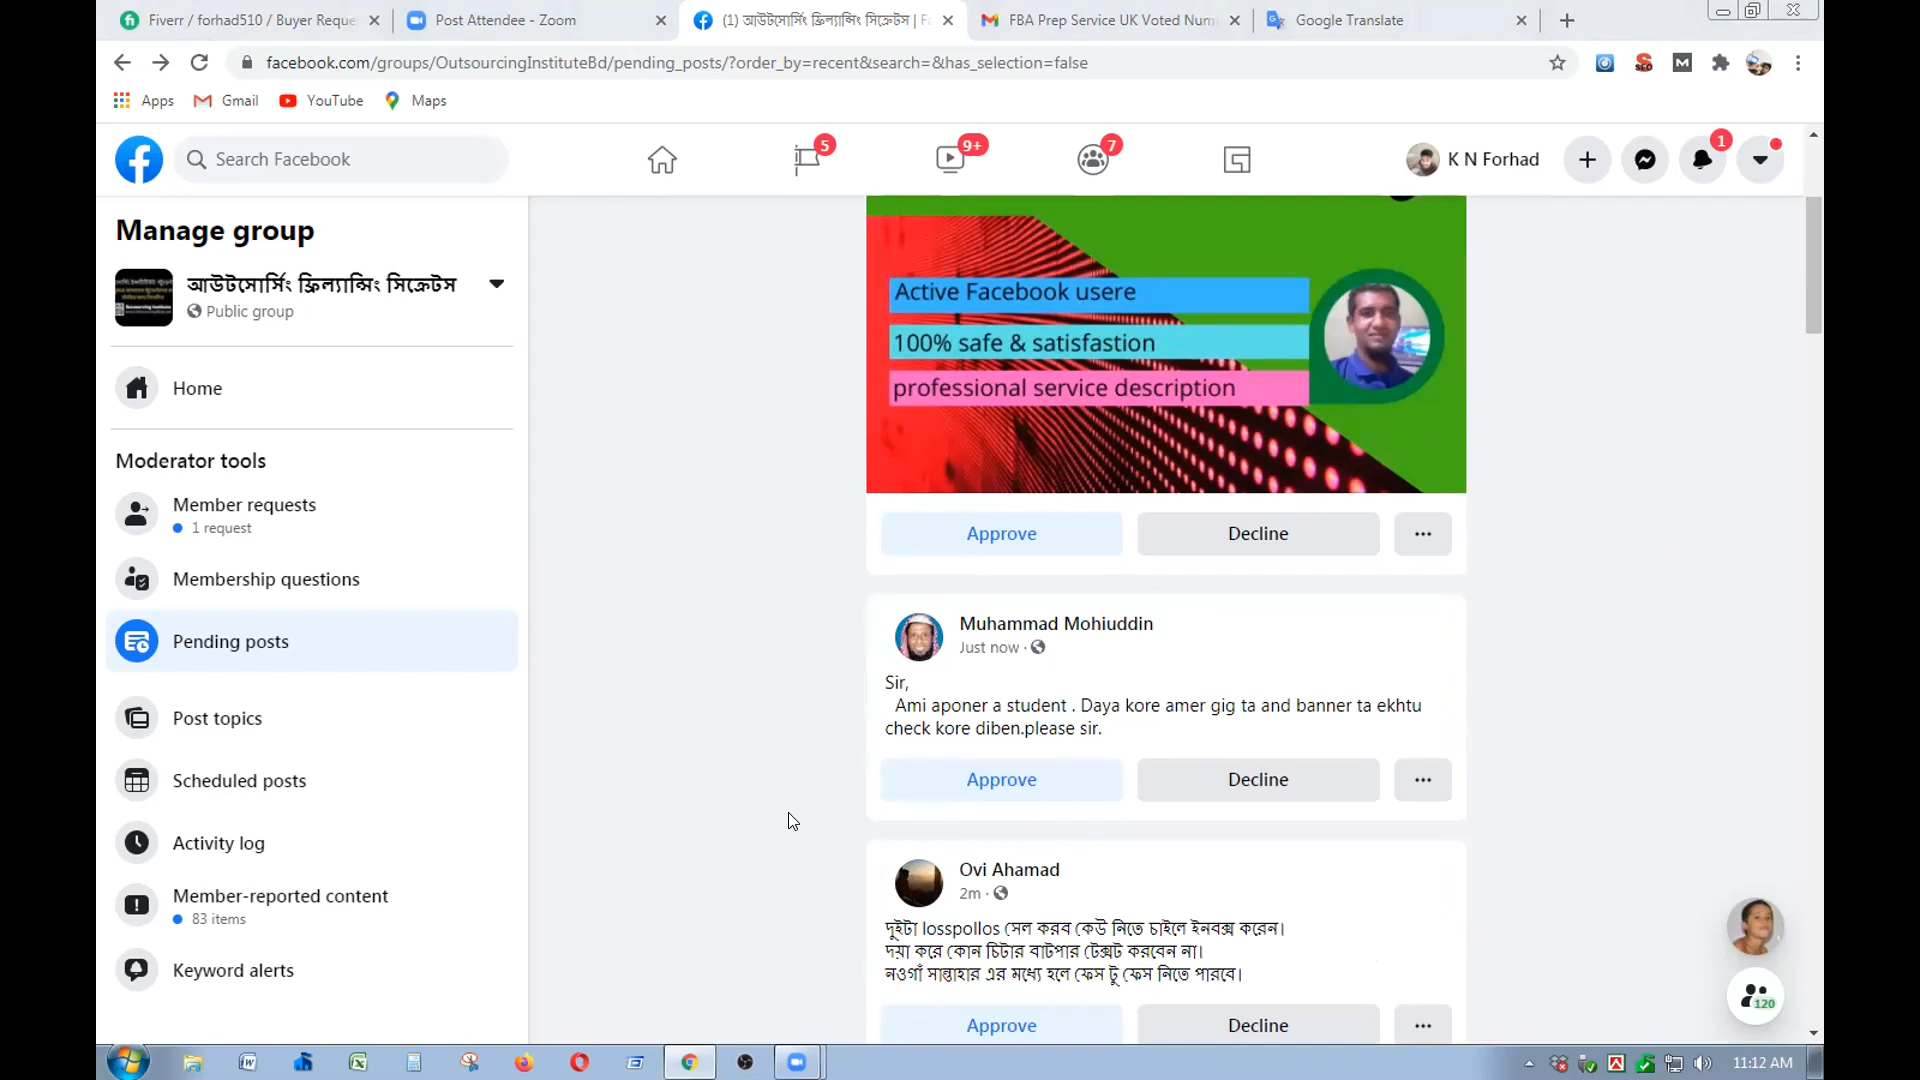 Fiverr / forhad510 / Buyer Reque
Post Attendee - Zoom
(1) আউটসোর্সিং ফ্রিল্যান্সিং সিক্রেটস | F
FBA Prep Service UK Voted Num
Google Translate
facebook.com/groups/OutsourcingInstituteBd/pending_posts/?order_by=recent&search=&has_selection=false
Apps
Gmail
YouTube
Maps
Search Facebook
5
9+
7
K N Forhad
1
Manage group
আউটসোর্সিং ফ্রিল্যান্সিং সিক্রেটস
Public group
Home
Moderator tools
Member requests
1 request
Membership questions
Pending posts
Post topics
Scheduled posts
Activity log
Member-reported content
83 items
Keyword alerts
Active Facebook usere
100% safe & satisfastion
professional service description
Approve
Decline
Muhammad Mohiuddin
Just now ·
Sir,
Ami aponer a student . Daya kore amer gig ta and banner ta ekhtu
check kore diben.please sir.
Approve
Decline
Ovi Ahamad
2m ·
দুইটা losspollos সেল করব কেউ নিতে চাইলে ইনবক্স করেন।
দয়া করে কোন চিটার বাটপার টেক্সট করবেন না।
নওগাঁ সান্তাহার এর মধ্যে হলে ফেস টু ফেস নিতে পারবে।
Approve
Decline
120
11:12 AM